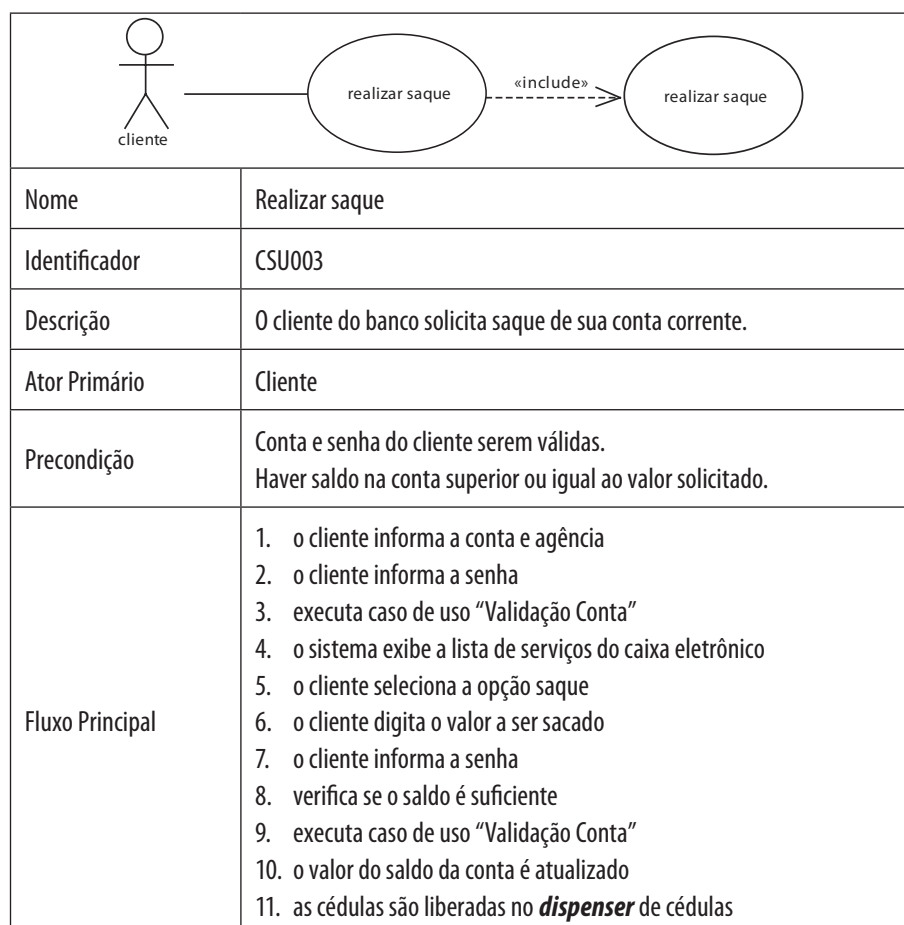 cliente
realizar saque
«include»
realizar saque
Nome
Realizar saque
Identificador
CSU003
Descrição
O cliente do banco solicita saque de sua conta corrente.
Ator Primário
Cliente
Precondição
Conta e senha do cliente serem válidas.
Haver saldo na conta superior ou igual ao valor solicitado.
Fluxo Principal
1. o cliente informa a conta e agência
2. o cliente informa a senha
3. executa caso de uso “Validação Conta”
4. o sistema exibe a lista de serviços do caixa eletrônico
5. o cliente seleciona a opção saque
6. o cliente digita o valor a ser sacado
7. o cliente informa a senha
8. verifica se o saldo é suficiente
9. executa caso de uso “Validação Conta”
10. o valor do saldo da conta é atualizado
11. as cédulas são liberadas no dispenser de cédulas